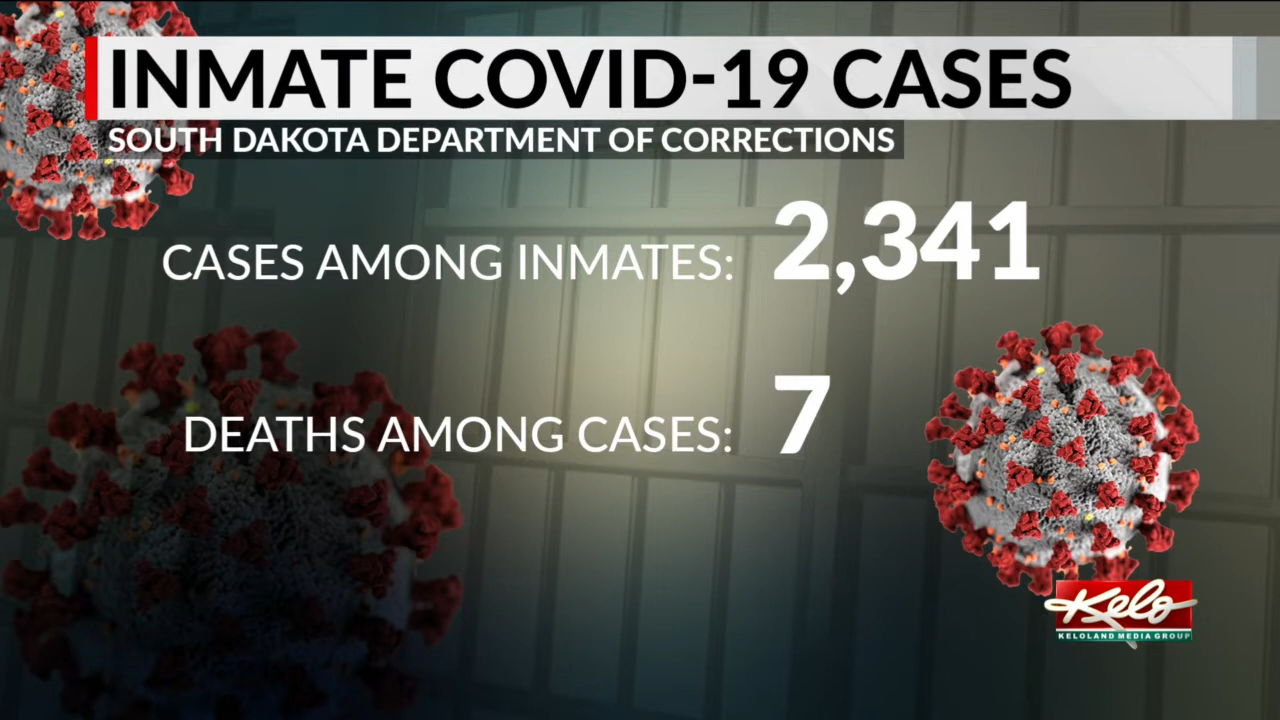 INMATE COVID-19 CASES
SOUTH DAKOTA DEPARTMENT OF CORRECTIONS
CASES AMONG INMATES: 2,341
DEATHS AMONG CASES: 7
Kelo
KELOLAND MEDIA GROUP